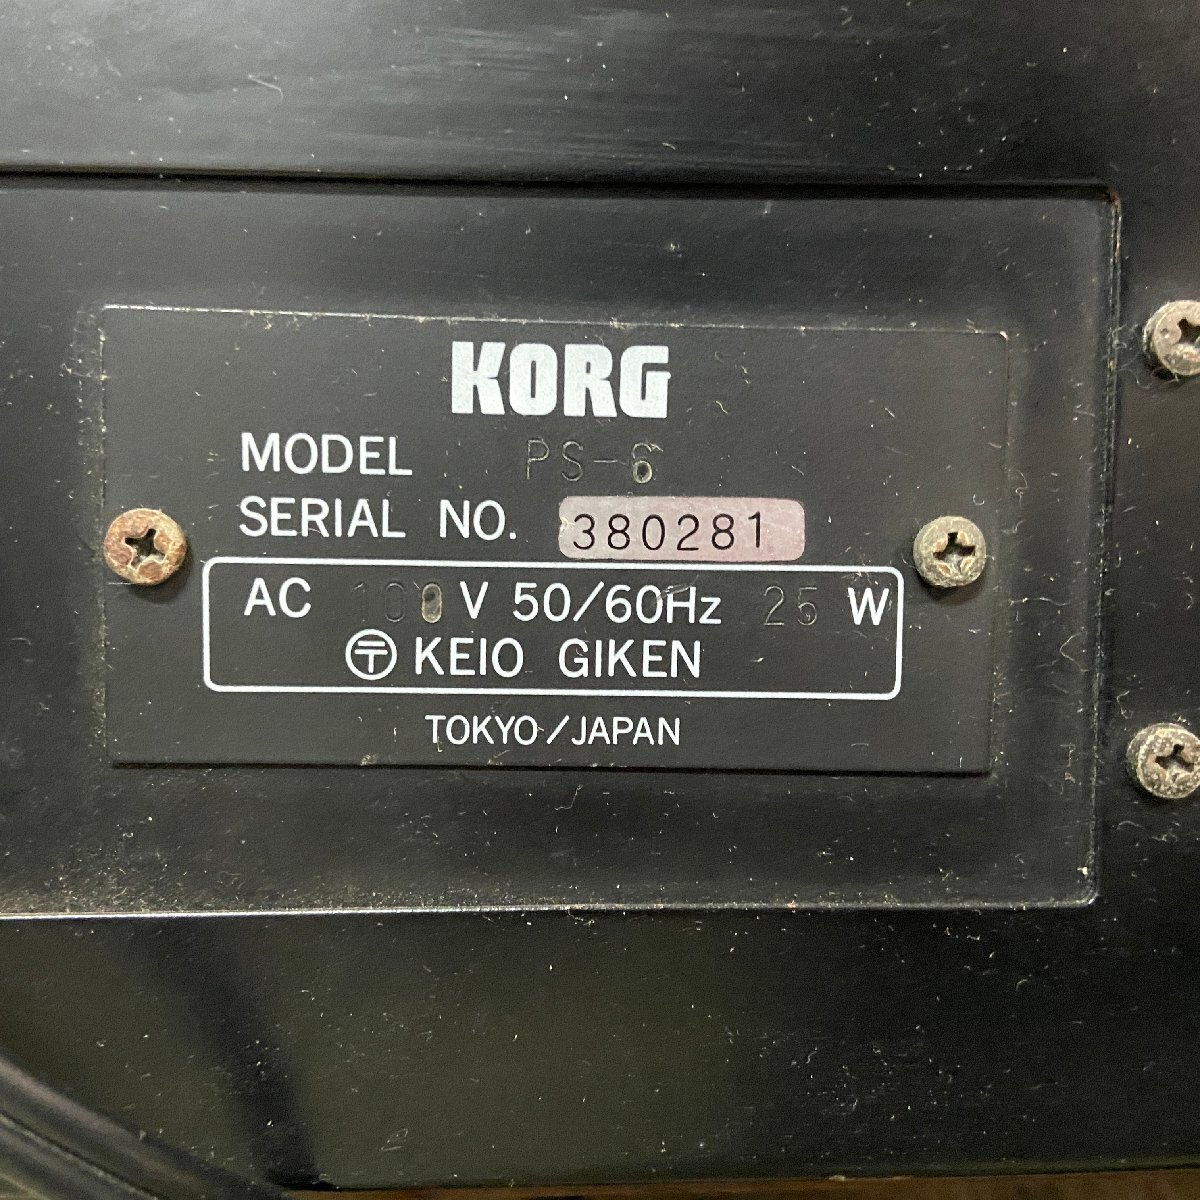 KORG
MODEL PS-6
SERIAL NO. 380281
AC 100 V 50/60Hz 25 W
〒 KEIO GIKEN
TOKYO/JAPAN